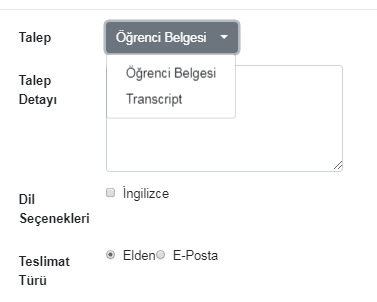 Talep
Öğrenci Belgesi
Öğrenci Belgesi
Transcript
Talep
Detayı
Dil
Seçenekleri
İngilizce
Teslimat
Türü
Elden
E-Posta